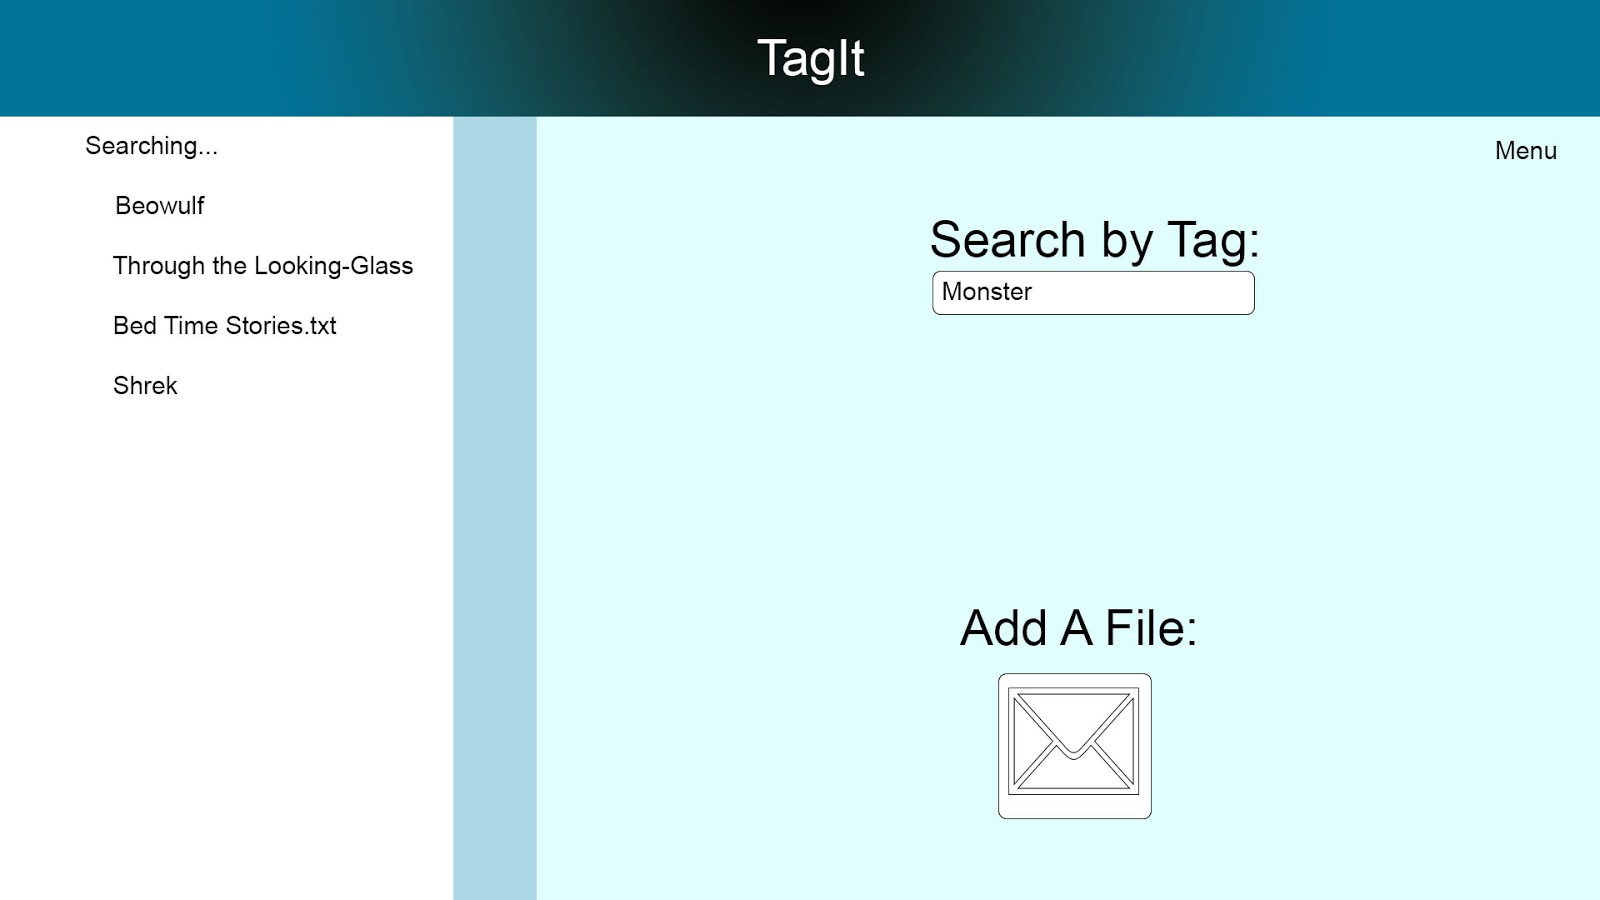 TagIt
Searching...
Beowulf
Through the Looking-Glass
Bed Time Stories.txt
Shrek
Menu
Search by Tag:
Monster
Add A File: